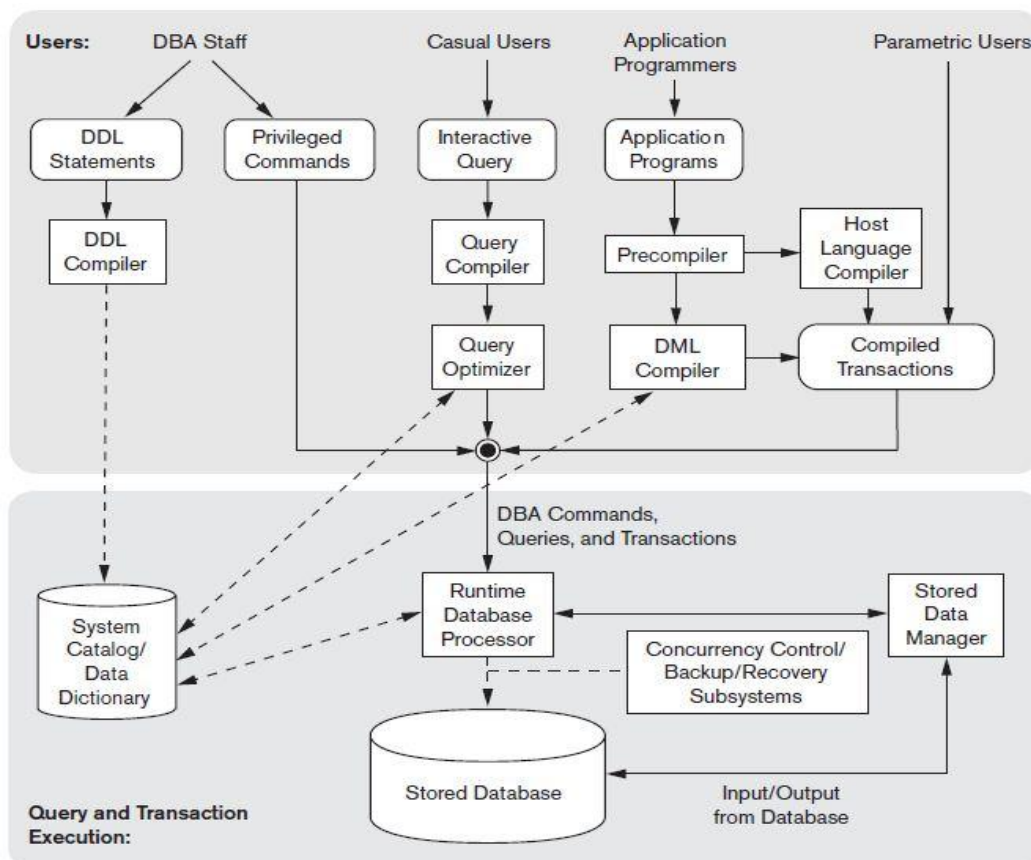 Users:
DBA Staff
Casual Users
Application
Programmers
Parametric Users
DDL
Statements
Privileged
Commands
Interactive
Query
Application
Programs
DDL
Compiler
Query
Compiler
Precompiler
Host
Language
Compiler
Query
Optimizer
DML
Compiler
Compiled
Transactions
DBA Commands,
Queries, and Transactions
System
Catalog/
Data
Dictionary
Runtime
Database
Processor
Stored
Data
Manager
Concurrency Control/
Backup/Recovery
Subsystems
Stored Database
Input/Output
from Database
Query and Transaction
Execution: